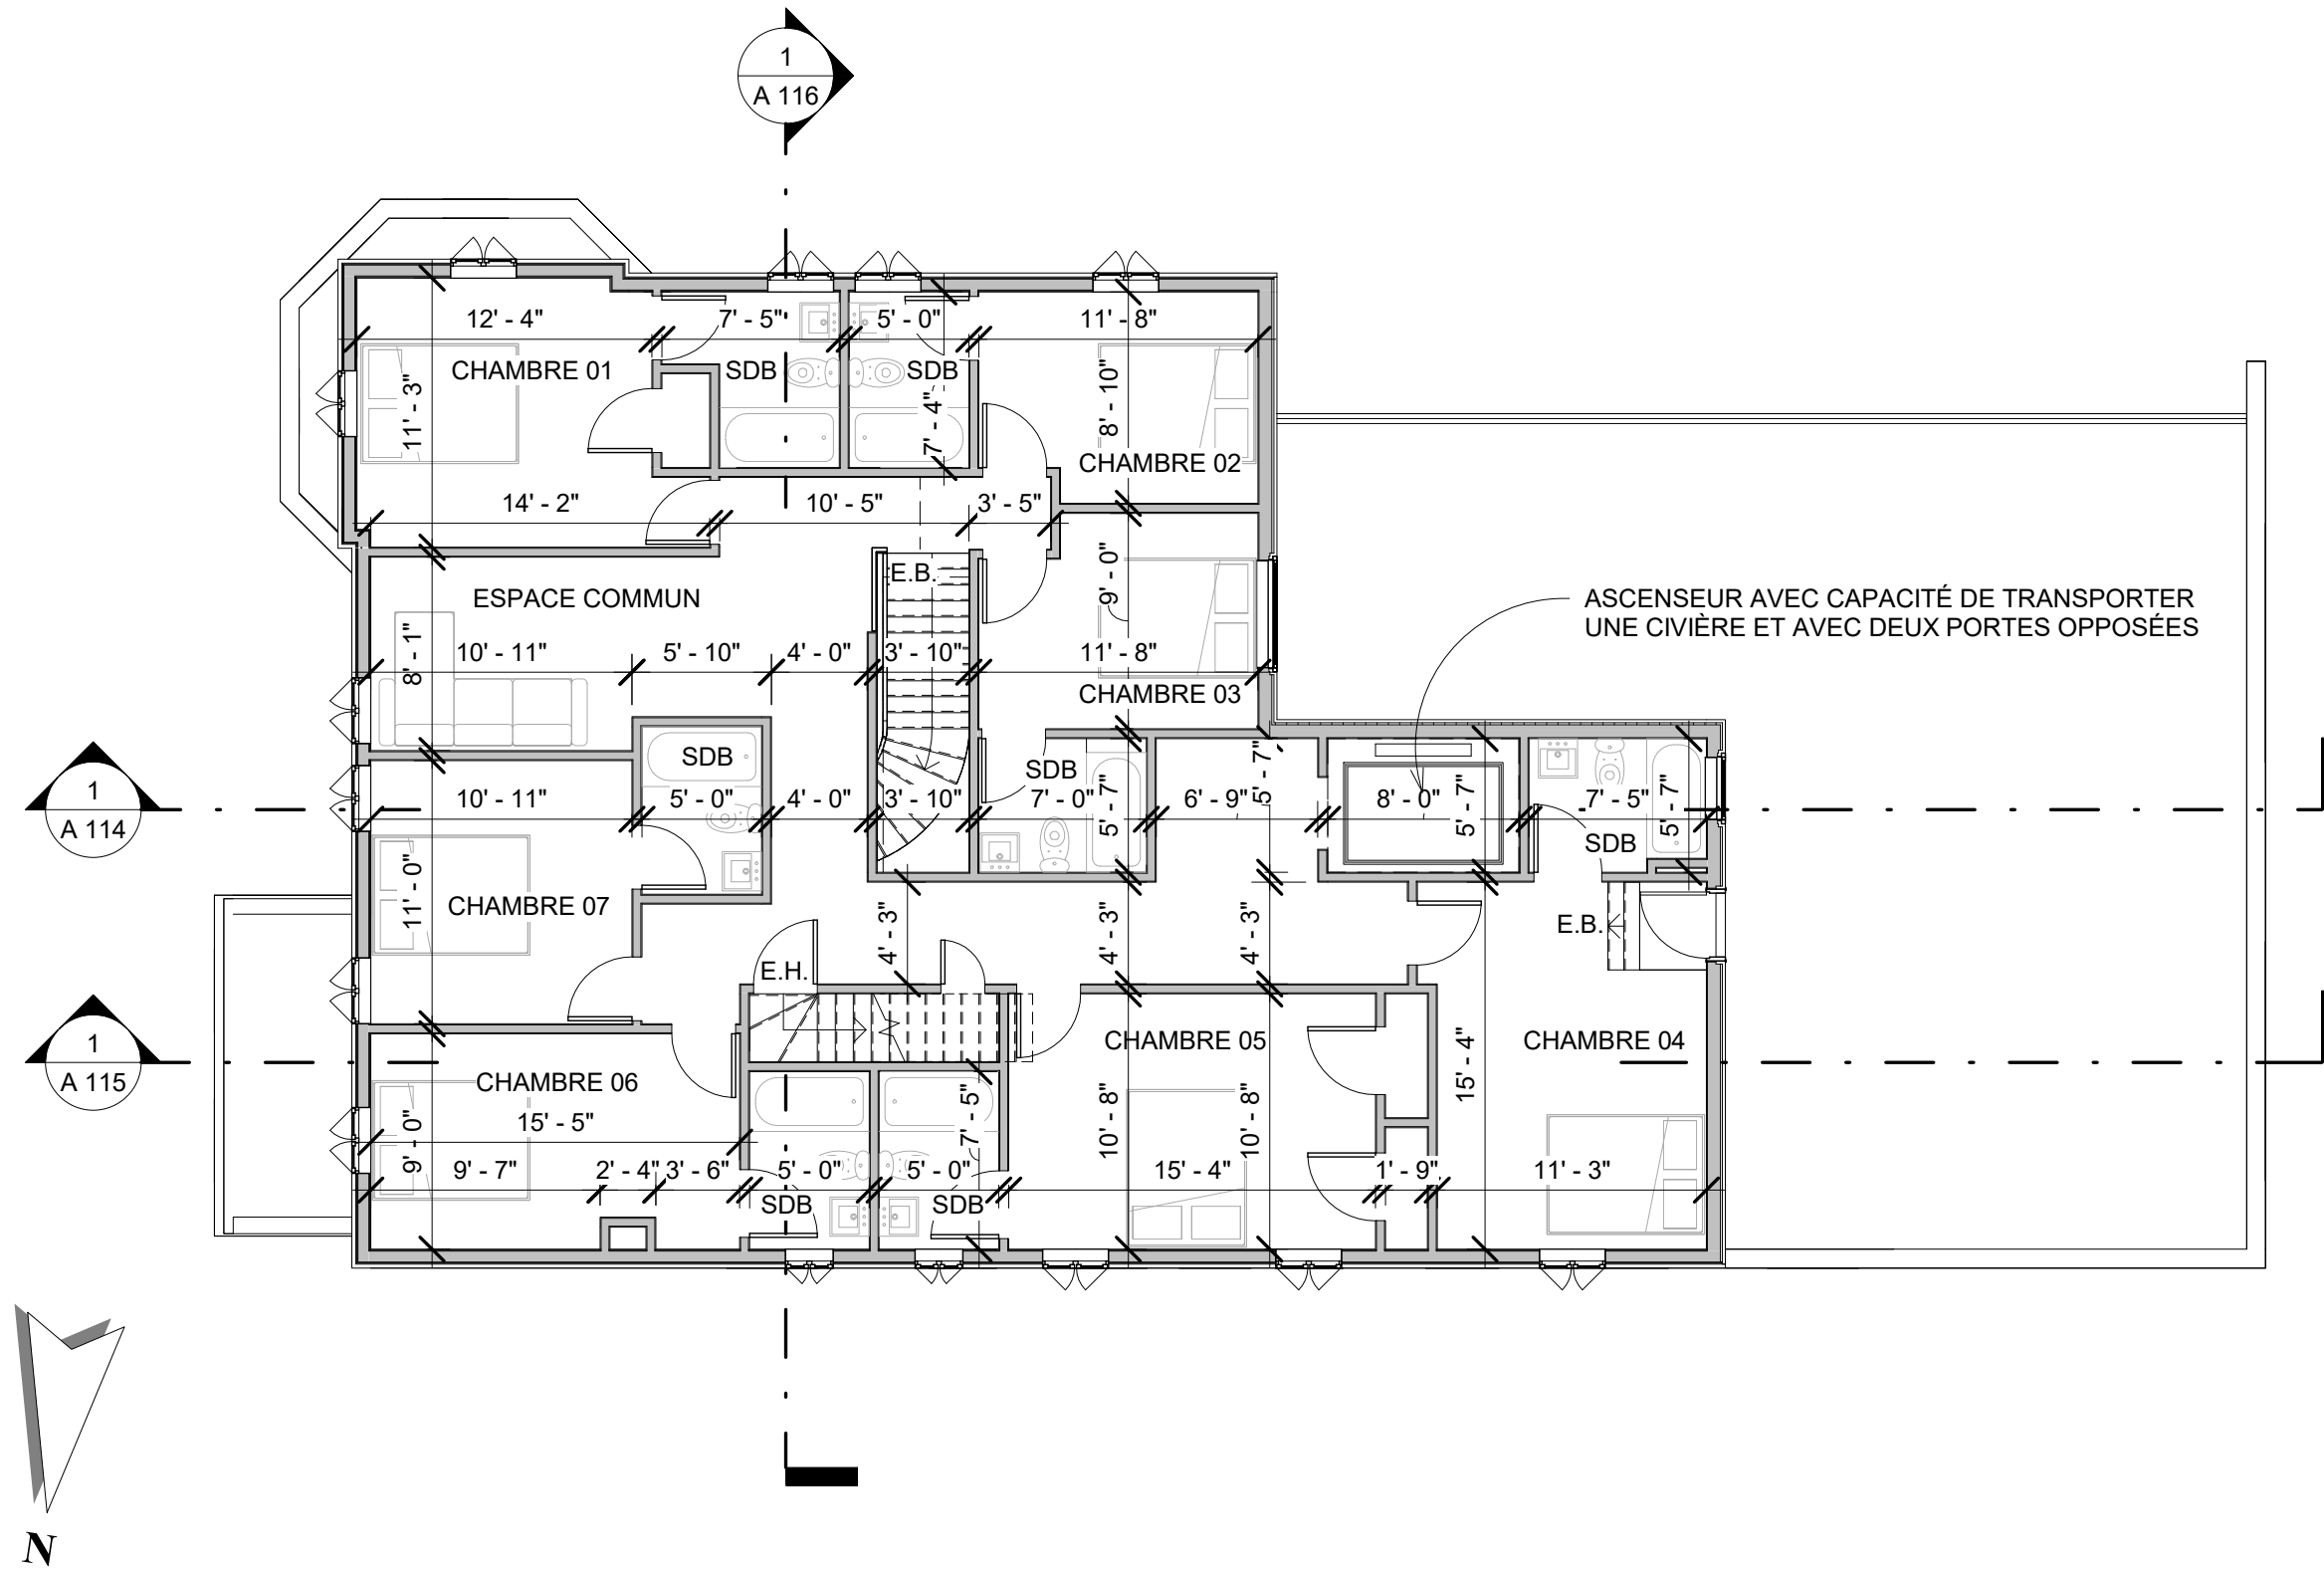 1
A 116
12' - 4"
7' - 5"
5' - 0"
11' - 8"
CHAMBRE 01
SDB
SDB
11' - 3"
7' - 4"
8' - 10"
CHAMBRE 02
14' - 2"
10' - 5"
3' - 5"
E.B.
9' - 0"
ESPACE COMMUN
ASCENSEUR AVEC CAPACITÉ DE TRANSPORTER
UNE CIVIÈRE ET AVEC DEUX PORTES OPPOSÉES
8' - 1"
10' - 11"
5' - 10"
4' - 0"
3' - 10"
11' - 8"
CHAMBRE 03
SDB
SDB
5' - 7"
1
A 114
10' - 11"
5' - 0"
4' - 0"
3' - 10"
7' - 0"
5' - 7"
6' - 9"
8' - 0"
5' - 7"
7' - 5"
5' - 7"
SDB
11' - 0"
CHAMBRE 07
4' - 3"
4' - 3"
4' - 3"
E.B.
E.H.
1
A 115
CHAMBRE 05
CHAMBRE 04
15' - 4"
CHAMBRE 06
15' - 5"
9' - 0"
7' - 5"
10' - 8"
10' - 8"
9' - 7"
2' - 4"
3' - 6"
5' - 0"
5' - 0"
15' - 4"
1' - 9"
11' - 3"
SDB
SDB
N